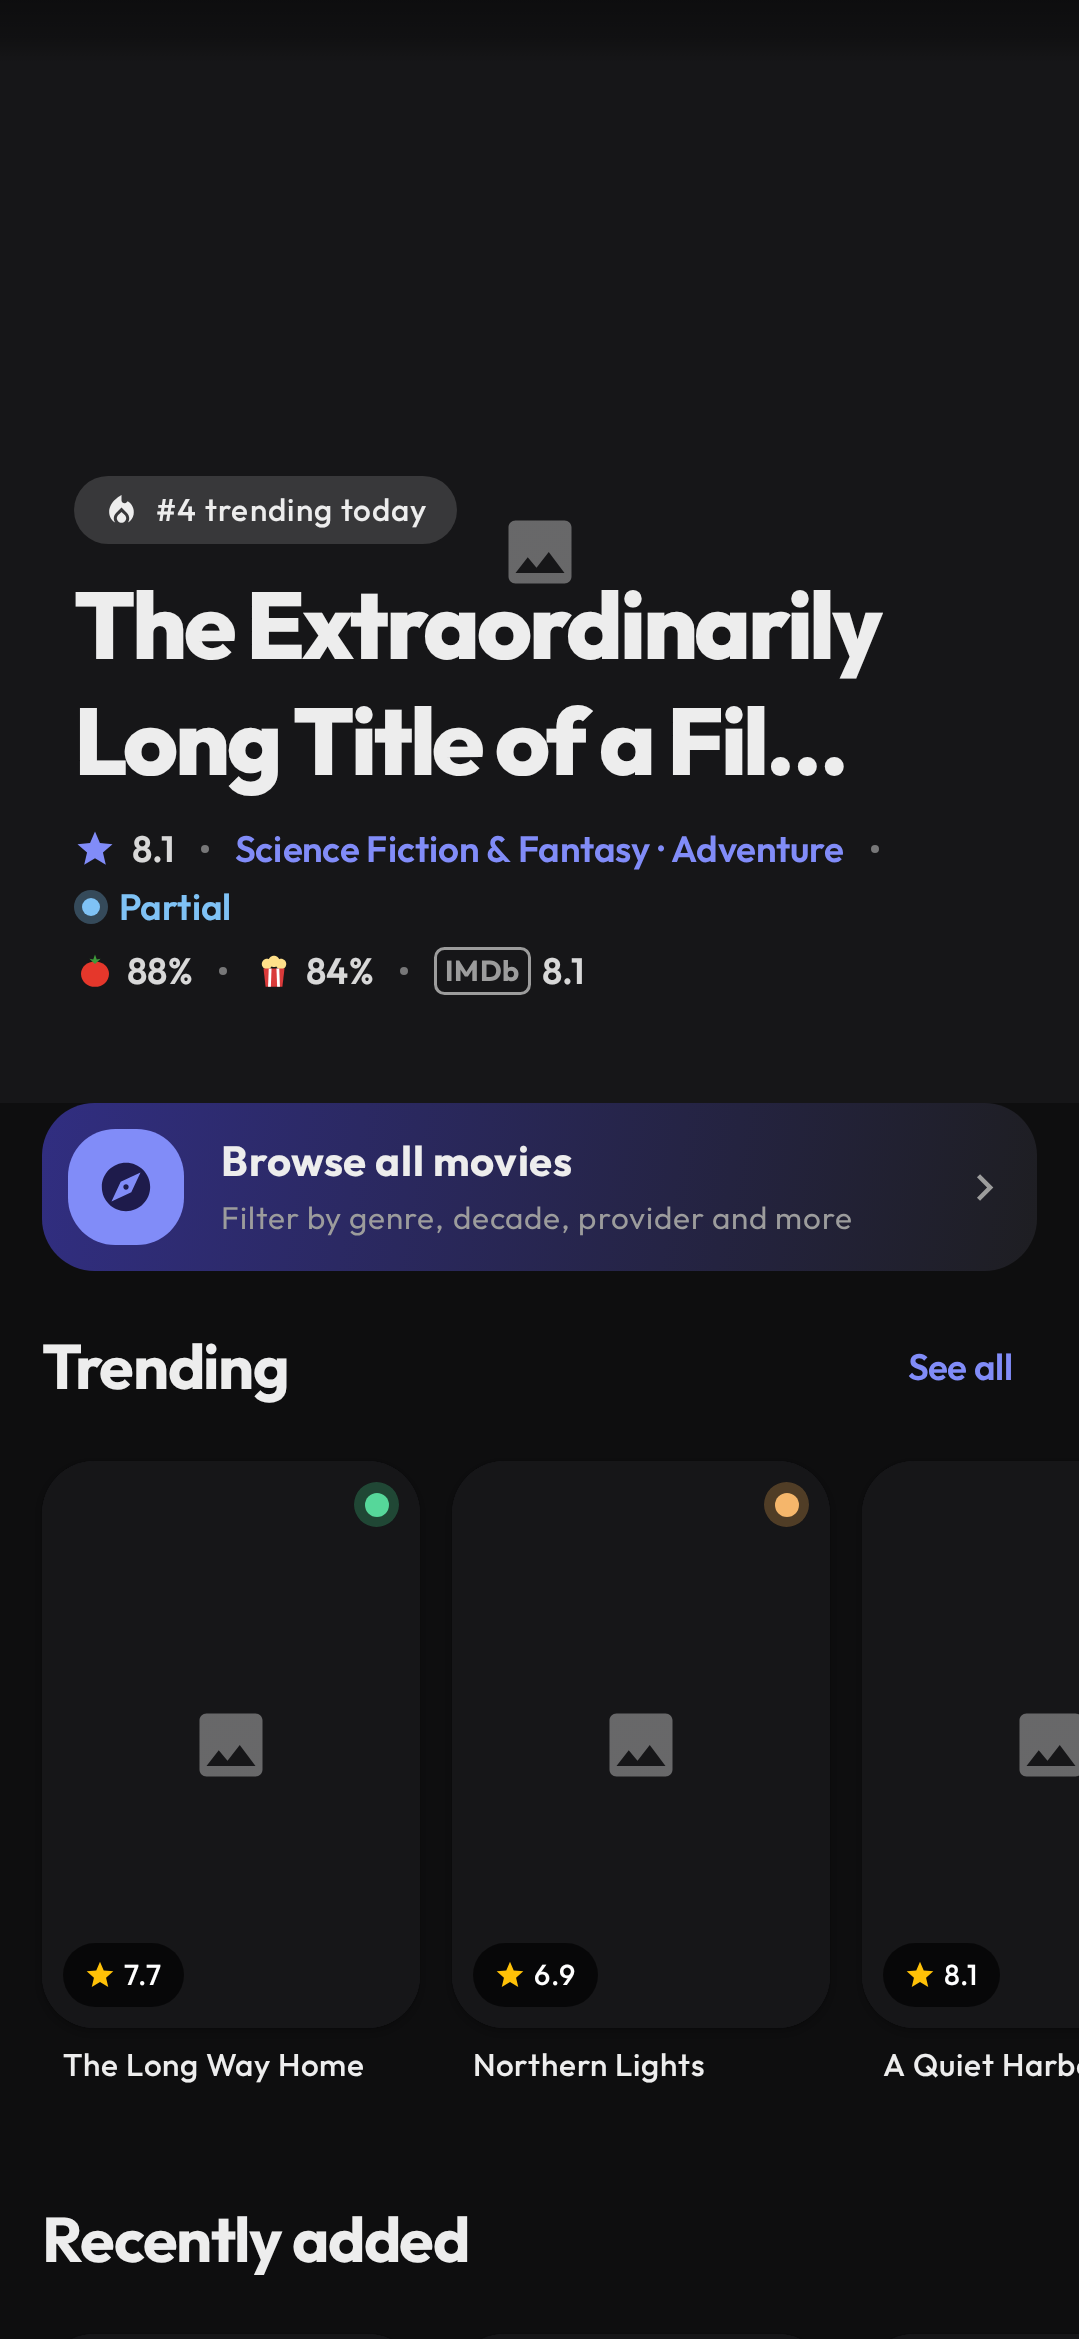 #4 trending today
The Extraordinarily
Long Title of a Fil...
8.1 • Science Fiction & Fantasy · Adventure •
Partial
88% • 84% • IMDb 8.1
Browse all movies
Filter by genre, decade, provider and more
Trending
See all
7.7
6.9
8.1
The Long Way Home
Northern Lights
A Quiet Harb
Recently added